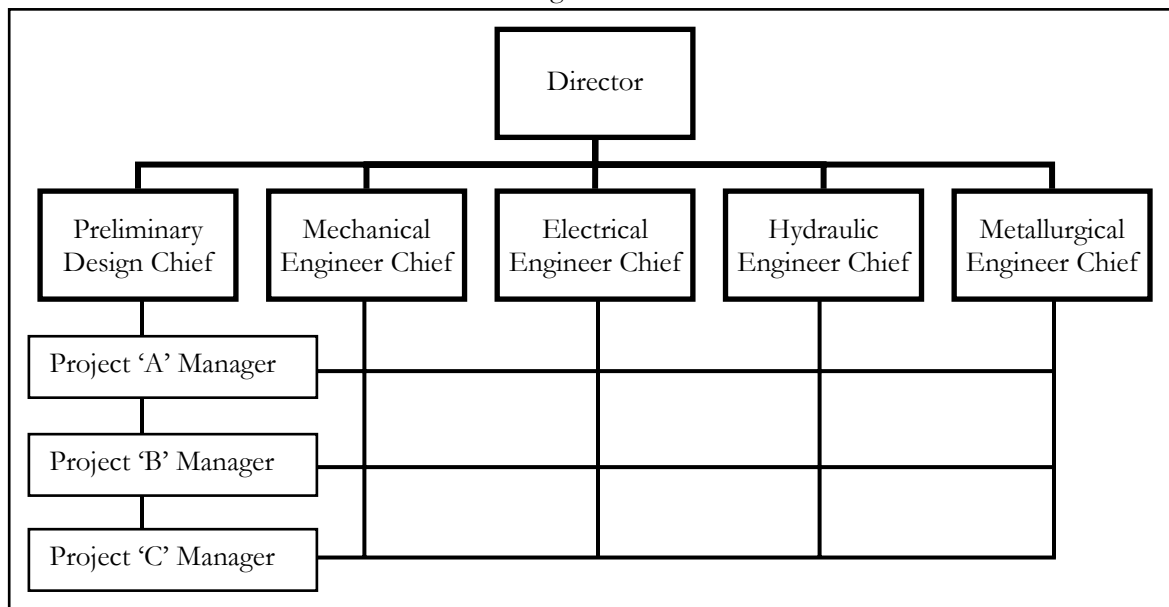 Director
Preliminary
Design Chief
Mechanical
Engineer Chief
Electrical
Engineer Chief
Hydraulic
Engineer Chief
Metallurgical
Engineer Chief
Project ‘A’ Manager
Project ‘B’ Manager
Project ‘C’ Manager